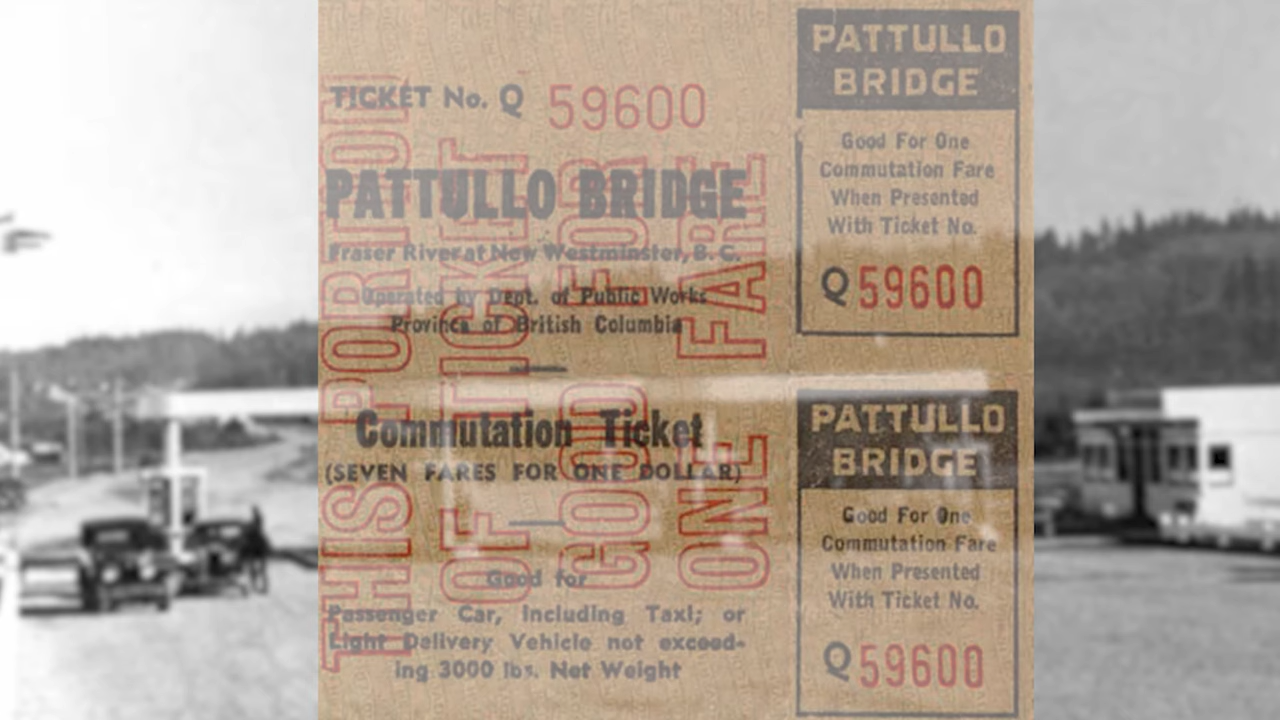 TICKET No. Q 59600
PATTULLO BRIDGE
Fraser River at New Westminster, B. C.
Operated by Dept. of Public Works
Province of British Columbia
Commutation Ticket
(SEVEN FARES FOR ONE DOLLAR)
Good for
Passenger Car, including Taxi; or
Light Delivery Vehicle not exceed-
ing 3000 lbs. Net Weight
THIS PORTION
OF TICKET
GOOD FOR
ONE FARE
PATTULLO
BRIDGE
Good For One
Commutation Fare
When Presented
With Ticket No.
Q 59600
PATTULLO
BRIDGE
Good For One
Commutation Fare
When Presented
With Ticket No.
Q 59600